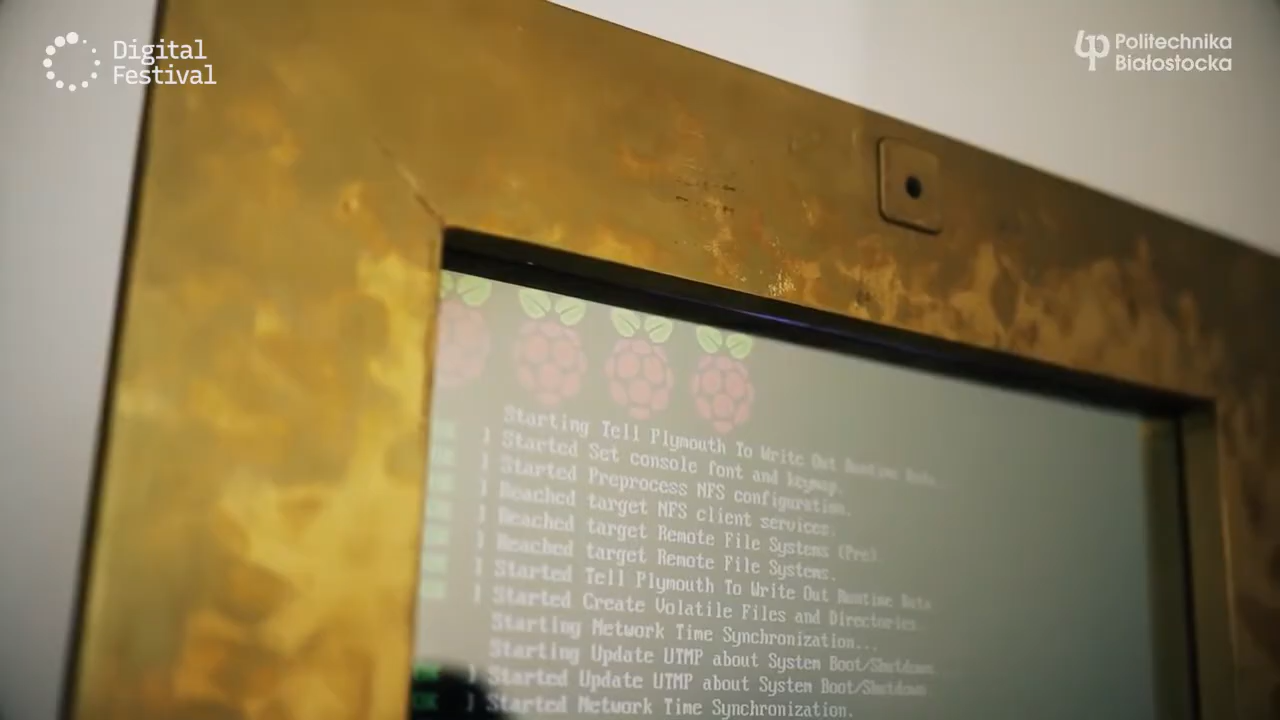 Digital
Festival
Politechnika
Białostocka
Starting Tell Plymouth To Write Out Runtime Data...
] Started Set console font and keymap.
] Started Preprocess NFS configuration.
] Reached target NFS client services.
] Reached target Remote File Systems (Pre).
] Reached target Remote File Systems.
] Started Tell Plymouth To Write Out Runtime Data
] Started Create Volatile Files and Directories
Starting Network Time Synchronization...
Starting Update UTMP about System Boot/Shutdown...
] Started Update UTMP about System Boot/Shutdown
OK ] Started Network Time Synchronization.